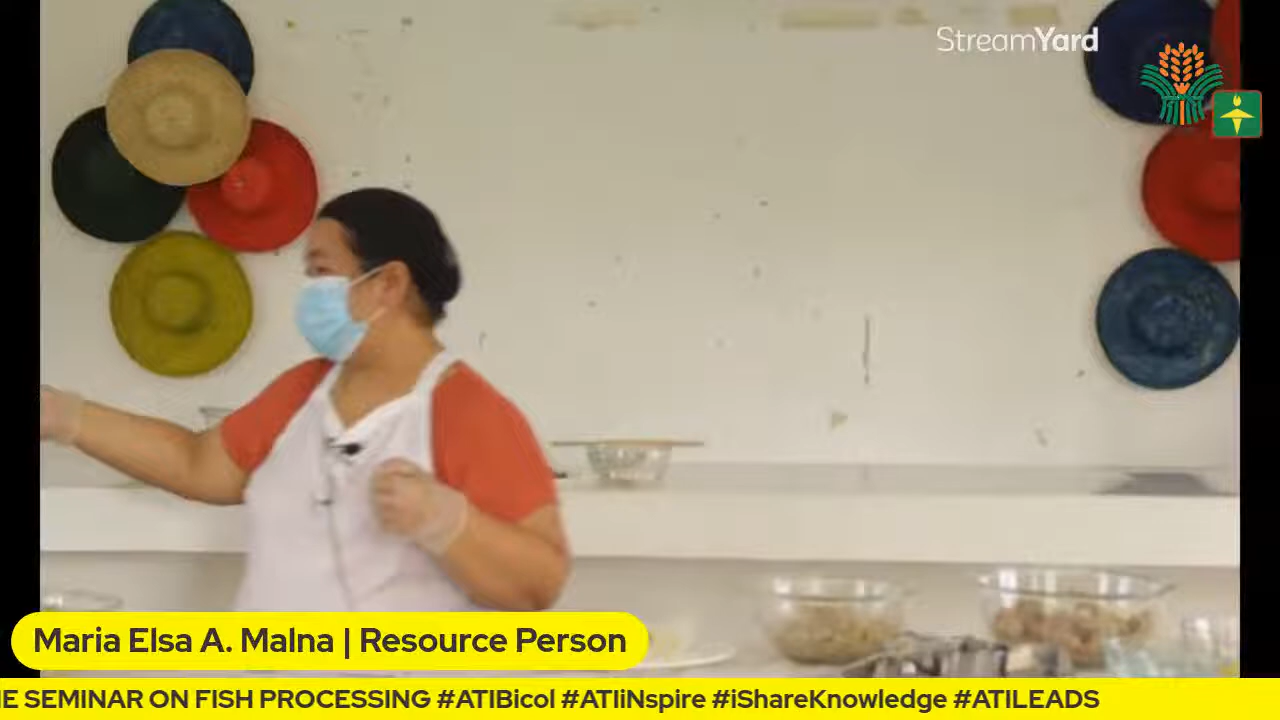 StreamYard
Maria Elsa A. Malna | Resource Person
E SEMINAR ON FISH PROCESSING #ATIBicol #ATIiNspire #iShareKnowledge #ATILEADS